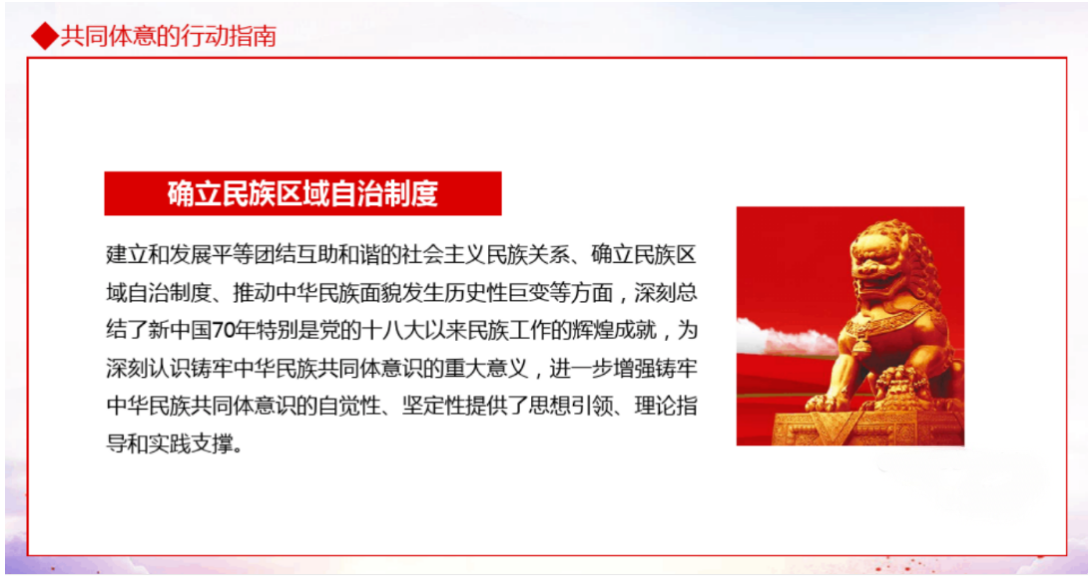 共同体意的行动指南
确立民族区域自治制度
建立和发展平等团结互助和谐的社会主义民族关系、确立民族区
域自治制度、推动中华民族面貌发生历史性巨变等方面，深刻总
结了新中国70年特别是党的十八大以来民族工作的辉煌成就，为
深刻认识铸牢中华民族共同体意识的重大意义，进一步增强铸牢
中华民族共同体意识的自觉性、坚定性提供了思想引领、理论指
导和实践支撑。